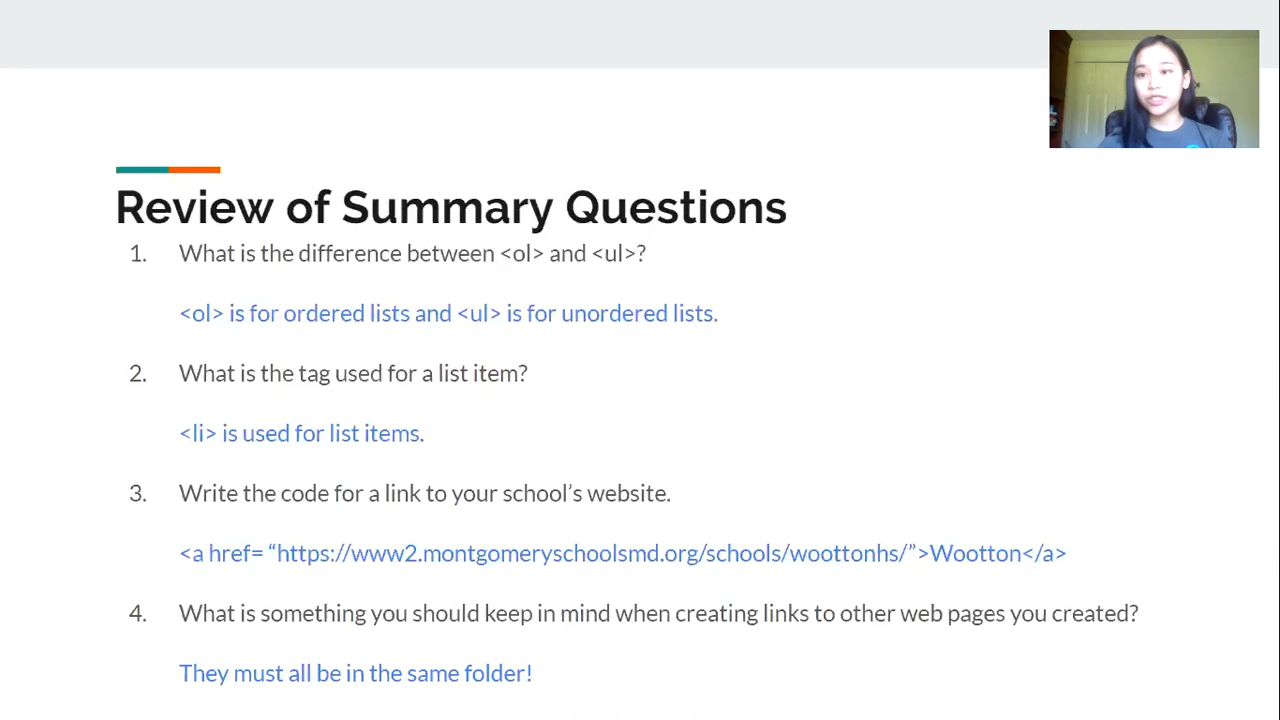 Review of Summary Questions
1. What is the difference between <ol> and <ul>?
<ol> is for ordered lists and <ul> is for unordered lists.
2. What is the tag used for a list item?
<li> is used for list items.
3. Write the code for a link to your school’s website.
<a href= “https://www2.montgomeryschoolsmd.org/schools/woottonhs/”>Wootton</a>
4. What is something you should keep in mind when creating links to other web pages you created?
They must all be in the same folder!